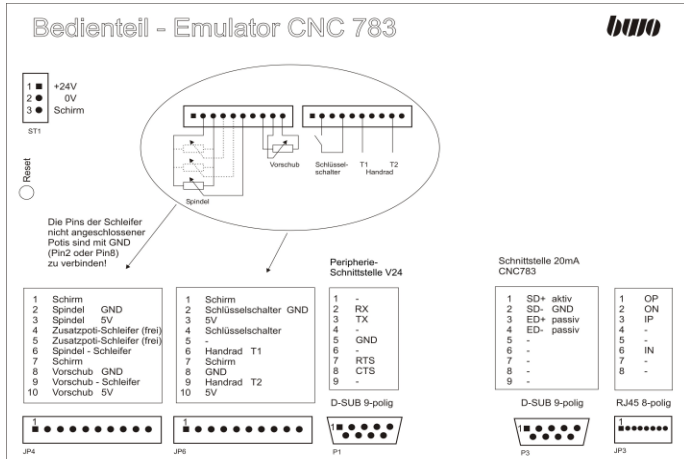 Bedienteil - Emulator CNC 783
bwo
1 +24V
2 0V
3 Schirm
ST1
Reset
Spindel
Vorschub
Schlüssel-
schalter
T1
T2
Handrad
Die Pins der Schleifer
nicht angeschlossener
Potis sind mit GND
(Pin2 oder Pin8)
zu verbinden!
1 Schirm
2 Spindel GND
3 Spindel 5V
4 Zusatzpoti-Schleifer (frei)
5 Zusatzpoti-Schleifer (frei)
6 Spindel - Schleifer
7 Schirm
8 Vorschub GND
9 Vorschub - Schleifer
10 Vorschub 5V
1
JP4
1 Schirm
2 Schlüsselschalter GND
3 5V
4 Schlüsselschalter
5 -
6 Handrad T1
7 Schirm
8 GND
9 Handrad T2
10 5V
1
JP6
Peripherie-
Schnittstelle V24
1 -
2 RX
3 TX
4 -
5 GND
6 -
7 RTS
8 CTS
9 -
D-SUB 9-polig
1
P1
Schnittstelle 20mA
CNC783
1 SD+ aktiv
2 SD- GND
3 ED+ passiv
4 ED- passiv
5 -
6 -
7 -
8 -
9 -
D-SUB 9-polig
1
P3
1 OP
2 ON
3 IP
4 -
5 -
6 IN
7 -
8 -
RJ45 8-polig
1
JP3